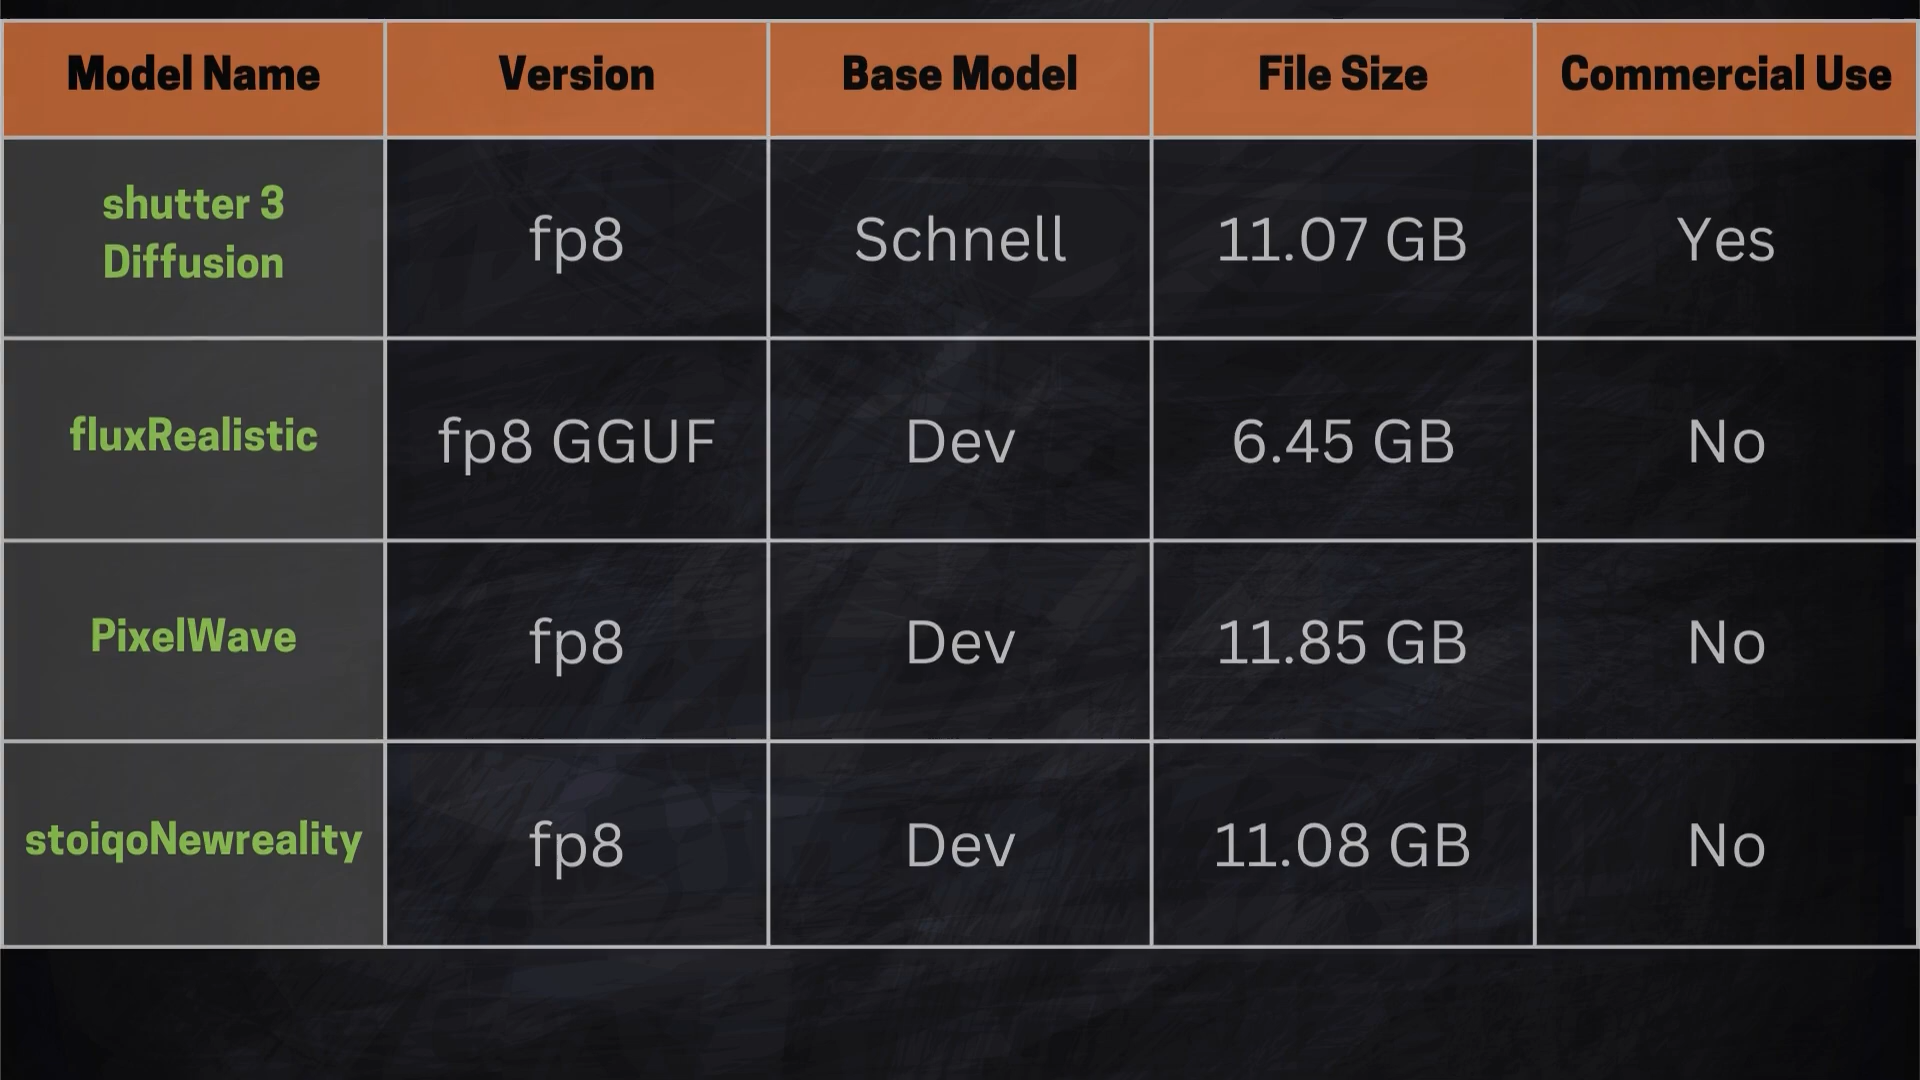 Model Name Version Base Model File Size Commercial Use
shutter 3
Diffusion fp8 Schnell 11.07 GB Yes
fluxRealistic fp8 GGUF Dev 6.45 GB No
PixelWave fp8 Dev 11.85 GB No
stoiqoNewreality fp8 Dev 11.08 GB No